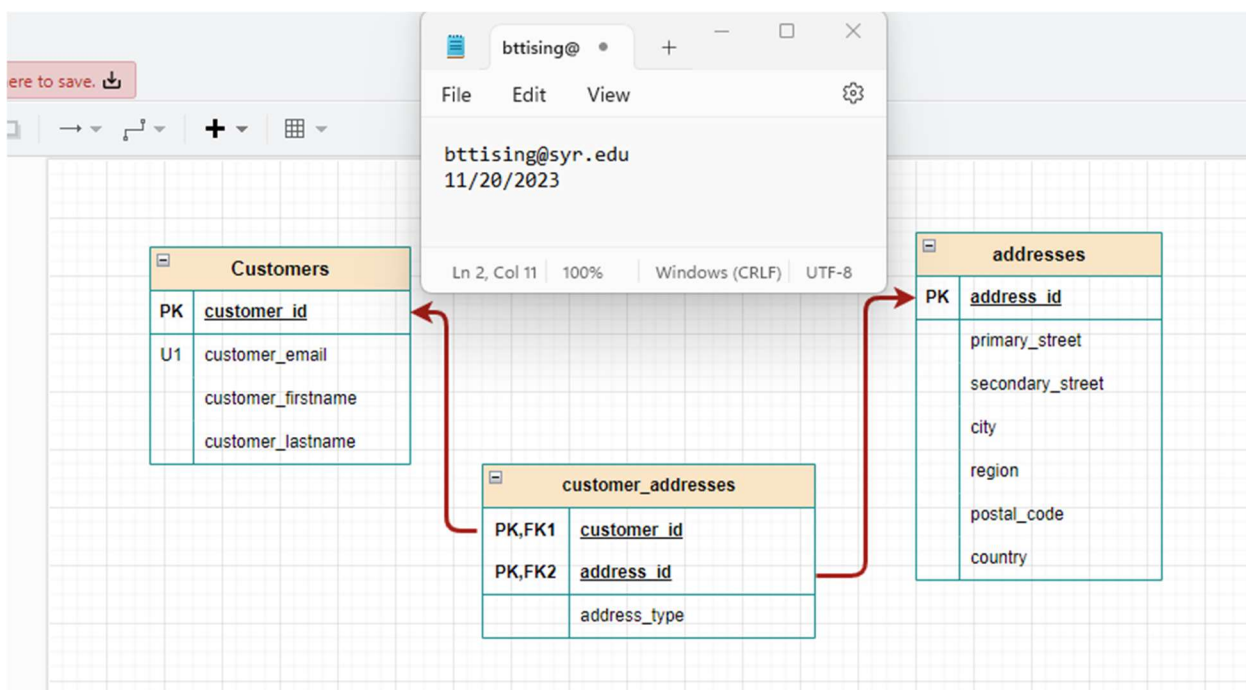 bttising@
File Edit View
ere to save.
bttising@syr.edu
11/20/2023
Ln 2, Col 11 100% Windows (CRLF) UTF-8
Customers
PK customer_id
U1 customer_email
customer_firstname
customer_lastname
addresses
PK address_id
primary_street
secondary_street
city
region
postal_code
country
customer_addresses
PK,FK1 customer_id
PK,FK2 address_id
address_type